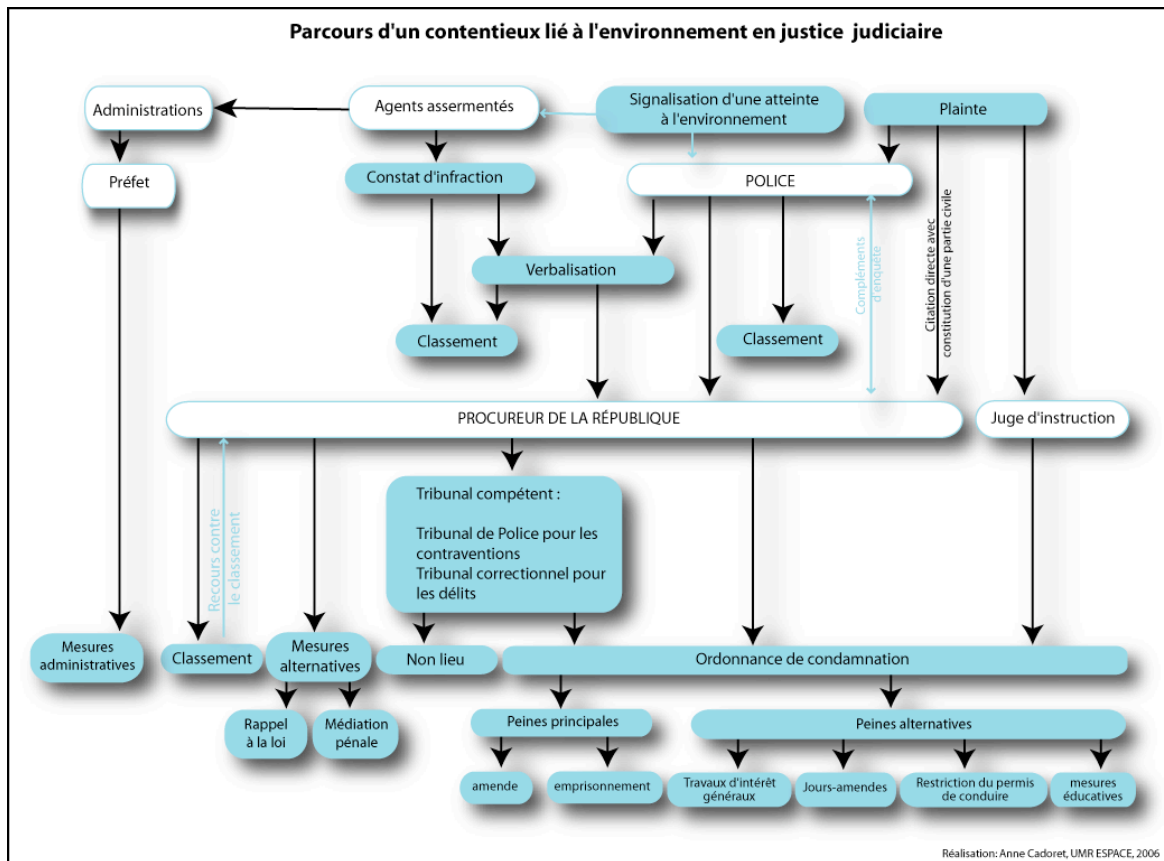 Parcours d'un contentieux lié à l'environnement en justice judiciaire
Administrations
Agents assermentés
Signalisation d'une atteinte
à l'environnement
Plainte
Préfet
Constat d'infraction
POLICE
Verbalisation
Classement
Classement
Compléments
d'enquête
Citation directe avec
constitution d'une partie civile
PROCUREUR DE LA RÉPUBLIQUE
Juge d'instruction
Recours contre
le classement
Tribunal compétent :
Tribunal de Police pour les
contraventions
Tribunal correctionnel pour
les délits
Mesures
administratives
Classement
Mesures
alternatives
Non lieu
Ordonnance de condamnation
Rappel
à la loi
Médiation
pénale
Peines principales
Peines alternatives
amende
emprisonnement
Travaux d'intérêt
généraux
Jours-amendes
Restriction du permis
de conduire
mesures
éducatives
Réalisation: Anne Cadoret, UMR ESPACE, 2006